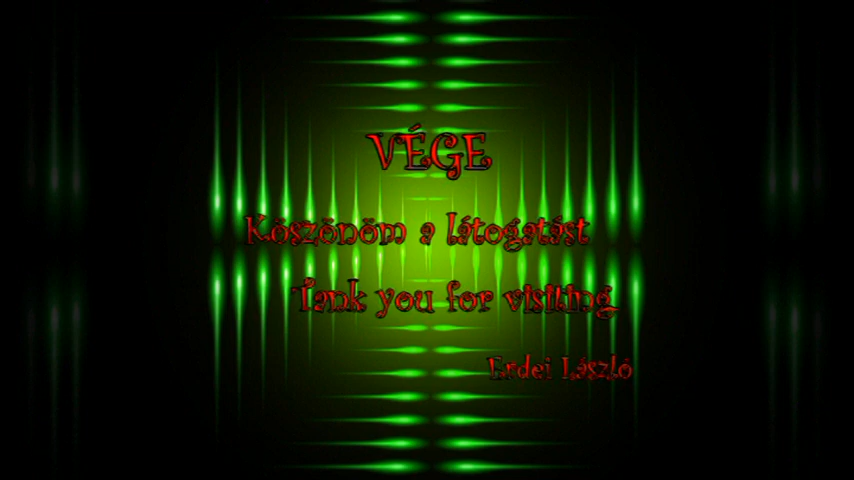 VÉGE
Köszönöm a látogatást
Tank you for visiting
Erdei László